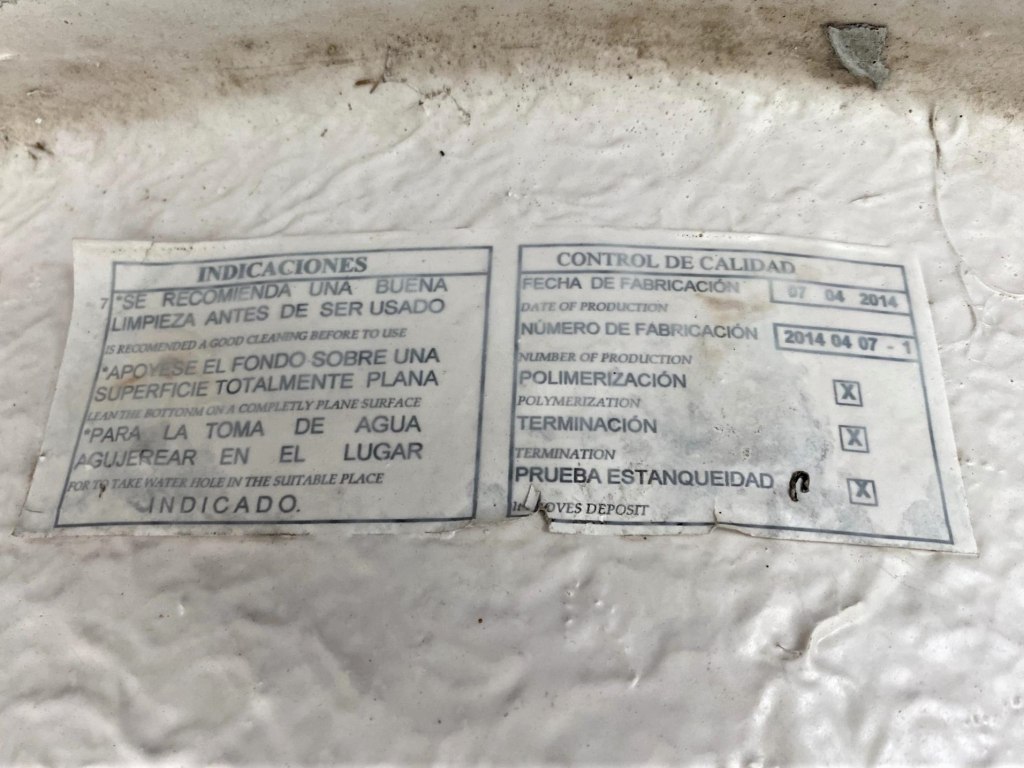 INDICACIONES
*SE RECOMIENDA UNA BUENA
LIMPIEZA ANTES DE SER USADO
IS RECOMENDED A GOOD CLEANING BEFORE TO USE
*APOYESE EL FONDO SOBRE UNA
SUPERFICIE TOTALMENTE PLANA
LEAN THE BOTTONM ON A COMPLETLY PLANE SURFACE
*PARA LA TOMA DE AGUA
AGUJEREAR EN EL LUGAR
FOR TO TAKE WATER HOLE IN THE SUITABLE PLACE
INDICADO.
CONTROL DE CALIDAD
FECHA DE FABRICACIÓN 07 04 2014
DATE OF PRODUCTION
NÚMERO DE FABRICACIÓN 2014 04 07 - 1
NUMBER OF PRODUCTION
POLIMERIZACIÓN X
POLYMERIZATION
TERMINACIÓN X
TERMINATION
PRUEBA ESTANQUEIDAD X
DEPOSIT